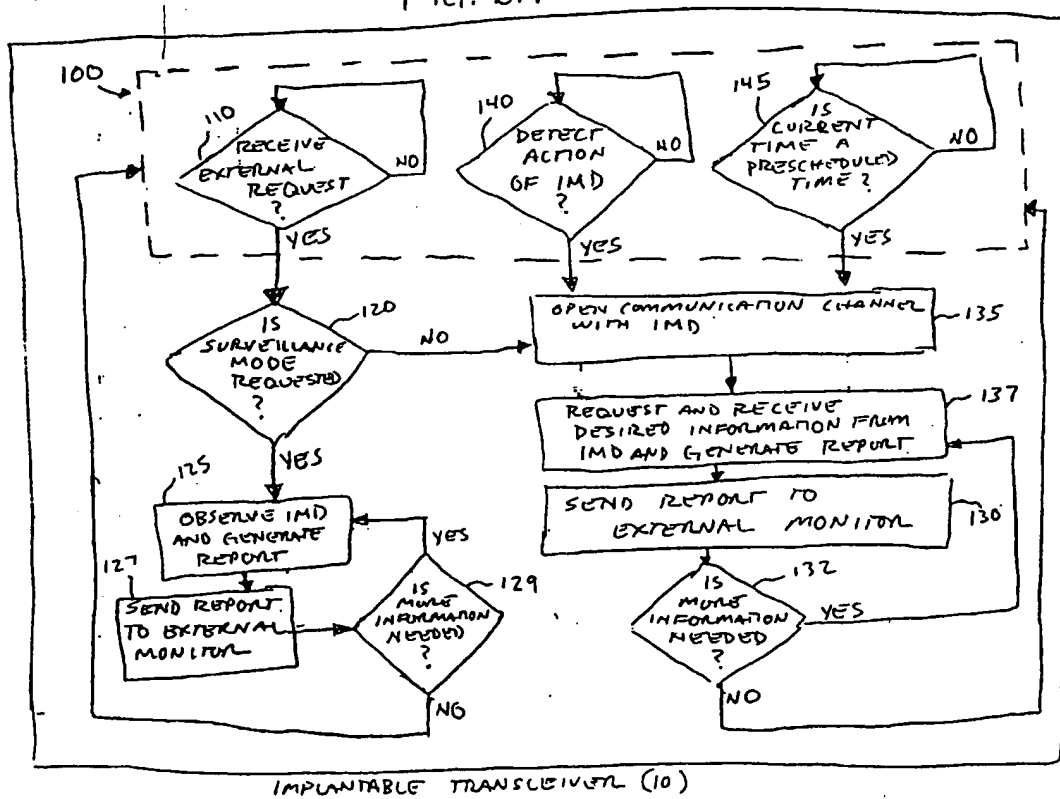 100
110
RECEIVE
EXTERNAL
REQUEST
?
NO
YES
140
DETECT
ACTION
OF IMD
?
NO
YES
145
IS
CURRENT
TIME A
PRESCHEDULED
TIME?
NO
YES
120
IS
SURVEILLANCE
MODE
REQUESTED
?
NO
YES
OPEN COMMUNICATION CHANNEL
WITH IMD
135
REQUEST AND RECEIVE
DESIRED INFORMATION FROM
IMD AND GENERATE REPORT
137
125
OBSERVE IMD
AND GENERATE
REPORT
SEND REPORT TO
EXTERNAL MONITOR
130
127
SEND REPORT
TO EXTERNAL
MONITOR
YES
129
IS
MORE
INFORMATION
NEEDED
?
NO
132
IS
MORE
INFORMATION
NEEDED
?
YES
NO
IMPLANTABLE TRANSCEIVER (10)